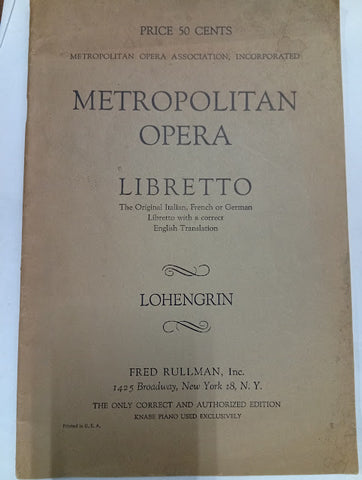 PRICE 50 CENTS
METROPOLITAN OPERA ASSOCIATION, INCORPORATED
METROPOLITAN
OPERA
LIBRETTO
The Original Italian, French or German
Libretto with a correct
English Translation
LOHENGRIN
FRED RULLMAN, Inc.
1425 Broadway, New York 18, N. Y.
THE ONLY CORRECT AND AUTHORIZED EDITION
KNABE PIANO USED EXCLUSIVELY
Printed in U. S. A.